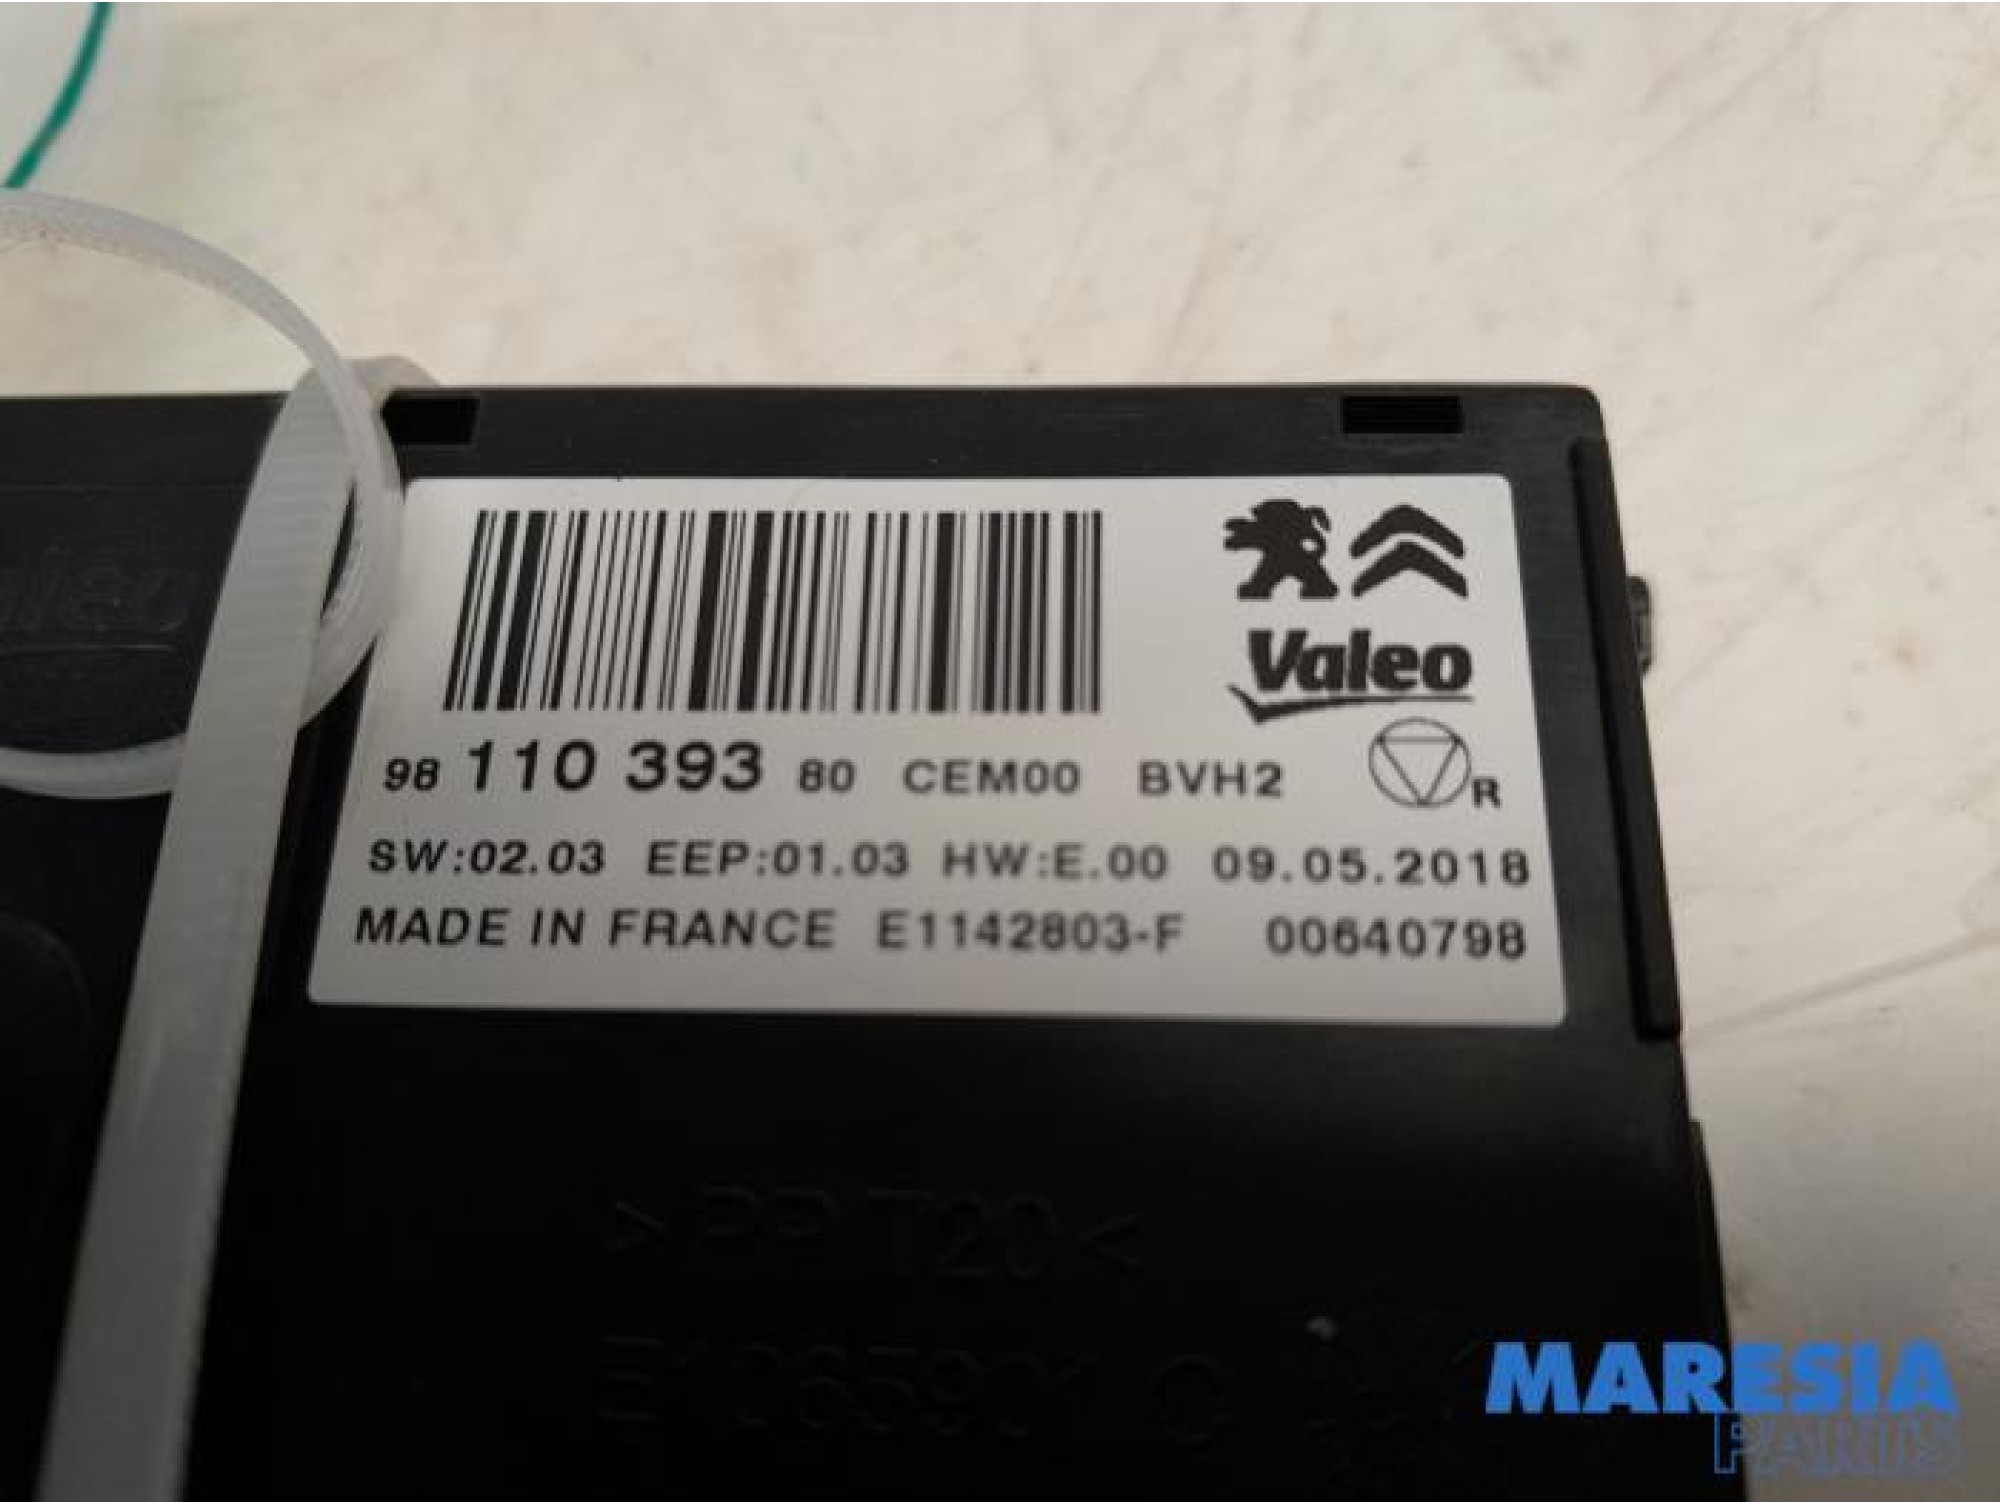 Valeo
98 110 393 80 CEM00 BVH2 R
SW:02.03 EEP:01.03 HW:E.00 09.05.2018
MADE IN FRANCE E1142803-F 00640798
>PP T20<
MARESIA
PARTS